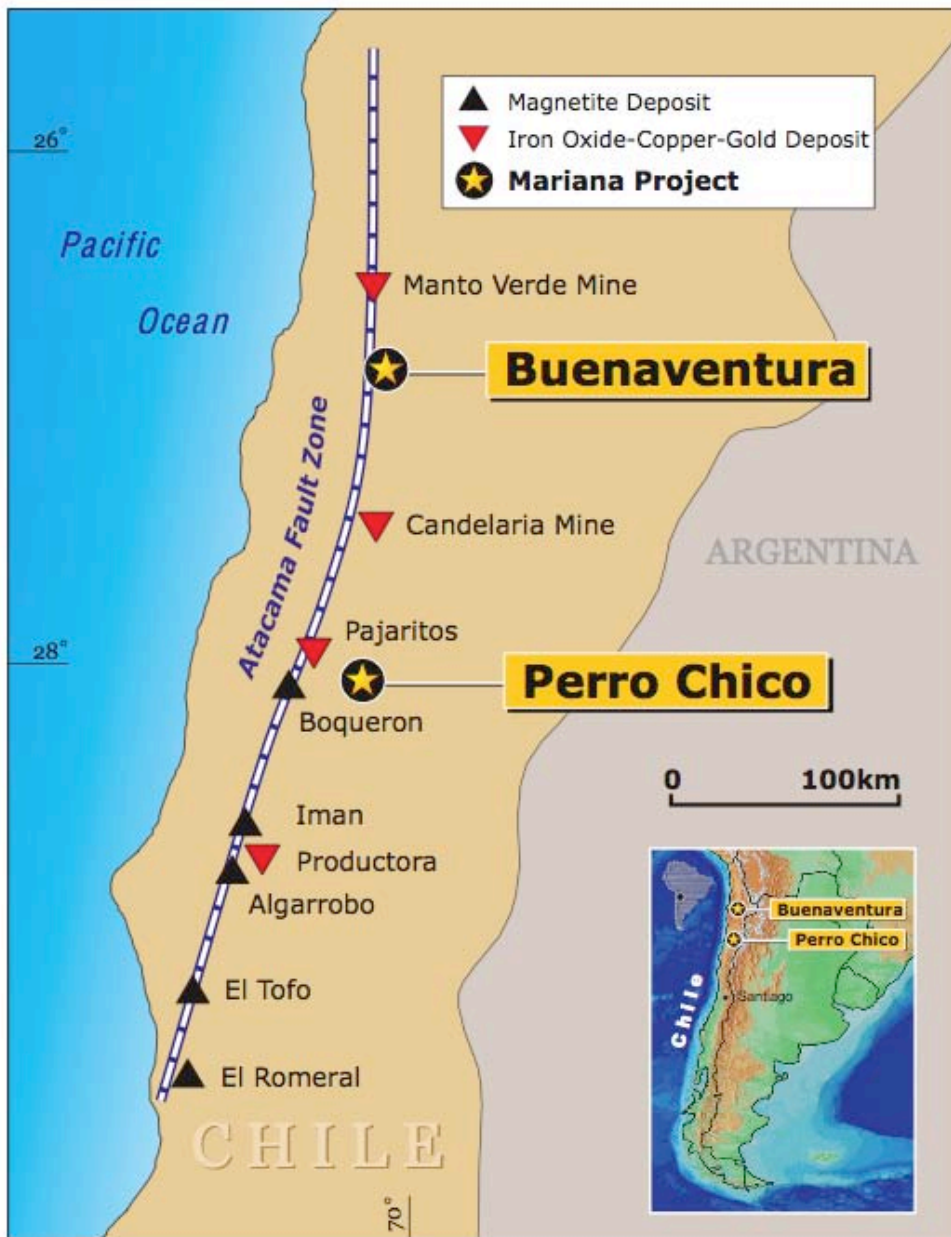 Magnetite Deposit
Iron Oxide-Copper-Gold Deposit
Mariana Project
26°
Pacific
Ocean
Manto Verde Mine
Buenaventura
Atacama Fault Zone
Candelaria Mine
ARGENTINA
Pajaritos
28°
Perro Chico
Boqueron
0 100km
Iman
Productora
Algarrobo
El Tofo
El Romeral
CHILE
70°
Buenaventura
Perro Chico
Santiago
Chile